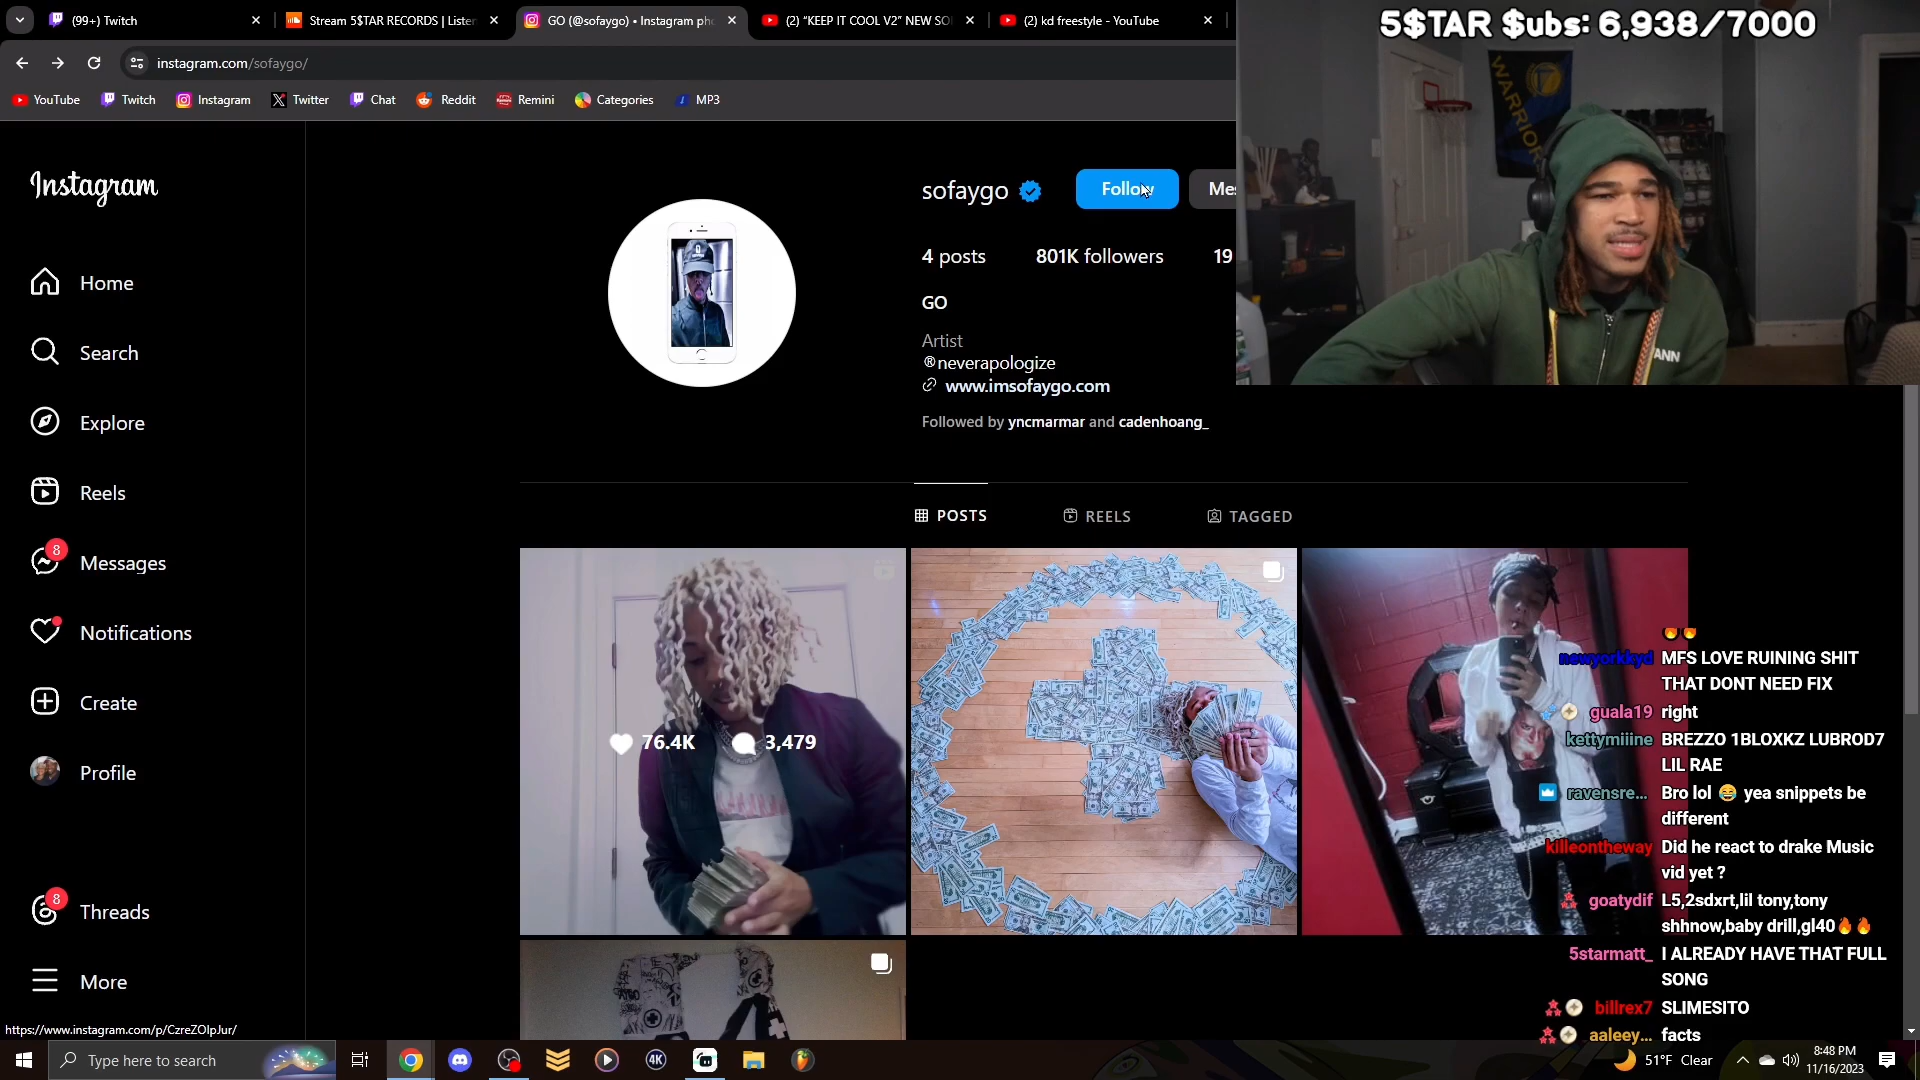 (99+) Twitch
Stream 5$TAR RECORDS | Listen
GO (@sofaygo) • Instagram ph
(2) “KEEP IT COOL V2” NEW SO
(2) kd freestyle - YouTube
5$TAR $ubs: 6,938/7000
instagram.com/sofaygo/
YouTube
Twitch
Instagram
Twitter
Chat
Reddit
Remini
Categories
MP3
WARRIOR
Instagram
sofaygo
Follow
Mes
4 posts
801K followers
19
GO
Artist
®neverapologize
www.imsofaygo.com
Followed by yncmarmar and cadenhoang_
ANN
Home
Search
Explore
Reels
8
Messages
Notifications
Create
Profile
8
Threads
More
POSTS
REELS
TAGGED
76.4K
3,479
newyorkkyd MFS LOVE RUINING SHIT
THAT DONT NEED FIX
guala19 right
kettymiiine BREZZO 1BLOXKZ LUBROD7
LIL RAE
ravensre... Bro lol 😂 yea snippets be
different
killeontheway Did he react to drake Music
vid yet ?
goatydif L5,2sdxrt,lil tony,tony
shhnow,baby drill,gl40🔥🔥
5starmatt_ I ALREADY HAVE THAT FULL
SONG
billrex7 SLIMESITO
aaleey... facts
https://www.instagram.com/p/CzreZOIpJur/
Type here to search
4K
51°F Clear
8:48 PM
11/16/2023